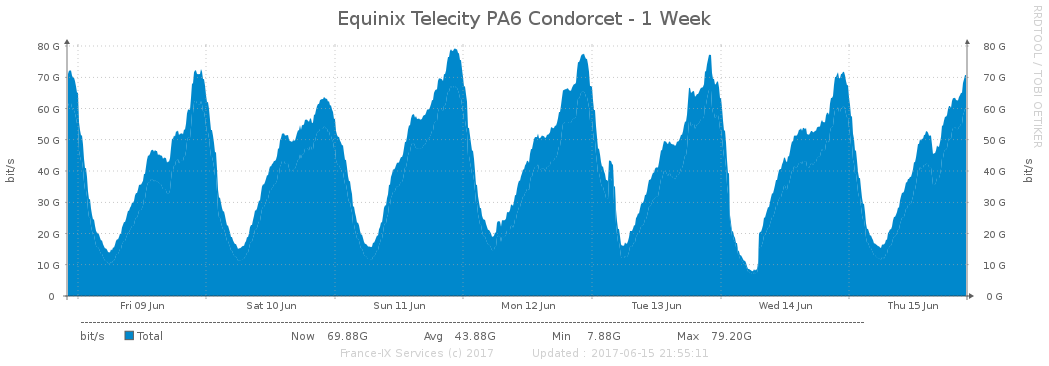 Equinix Telecity PA6 Condorcet - 1 Week
RRDTOOL / TOBI OETIKER
bit/s
80 G
70 G
60 G
50 G
40 G
30 G
20 G
10 G
0
80 G
70 G
60 G
50 G
40 G
30 G
20 G
10 G
0 G
bit/s
Fri 09 Jun Sat 10 Jun Sun 11 Jun Mon 12 Jun Tue 13 Jun Wed 14 Jun Thu 15 Jun
bit/s Total Now 69.88G Avg 43.88G Min 7.88G Max 79.20G
France-IX Services (c) 2017 Updated : 2017-06-15 21:55:11